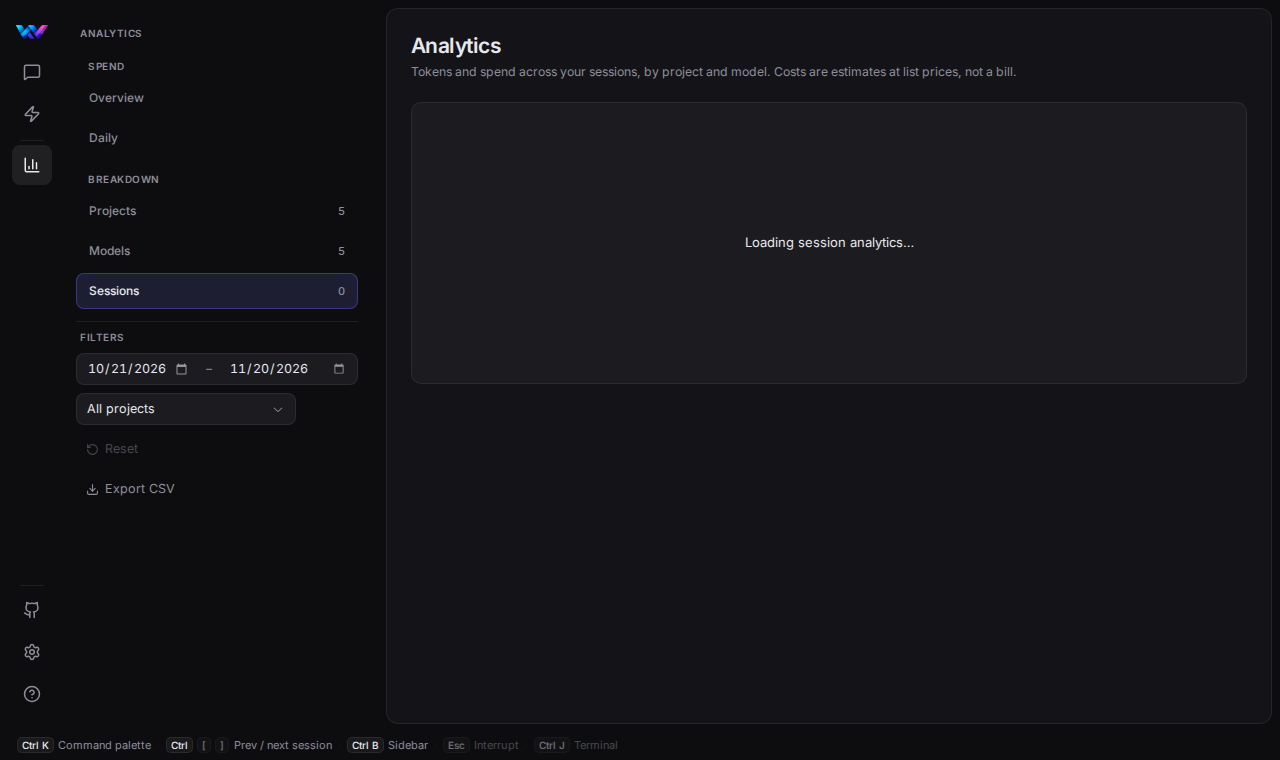 ANALYTICS
SPEND
Overview
Daily
BREAKDOWN
Projects 5
Models 5
Sessions 0
FILTERS
10/21/2026 – 11/20/2026
All projects
Reset
Export CSV
Analytics
Tokens and spend across your sessions, by project and model. Costs are estimates at list prices, not a bill.
Loading session analytics...
Ctrl K Command palette Ctrl [ ] Prev / next session Ctrl B Sidebar Esc Interrupt Ctrl J Terminal